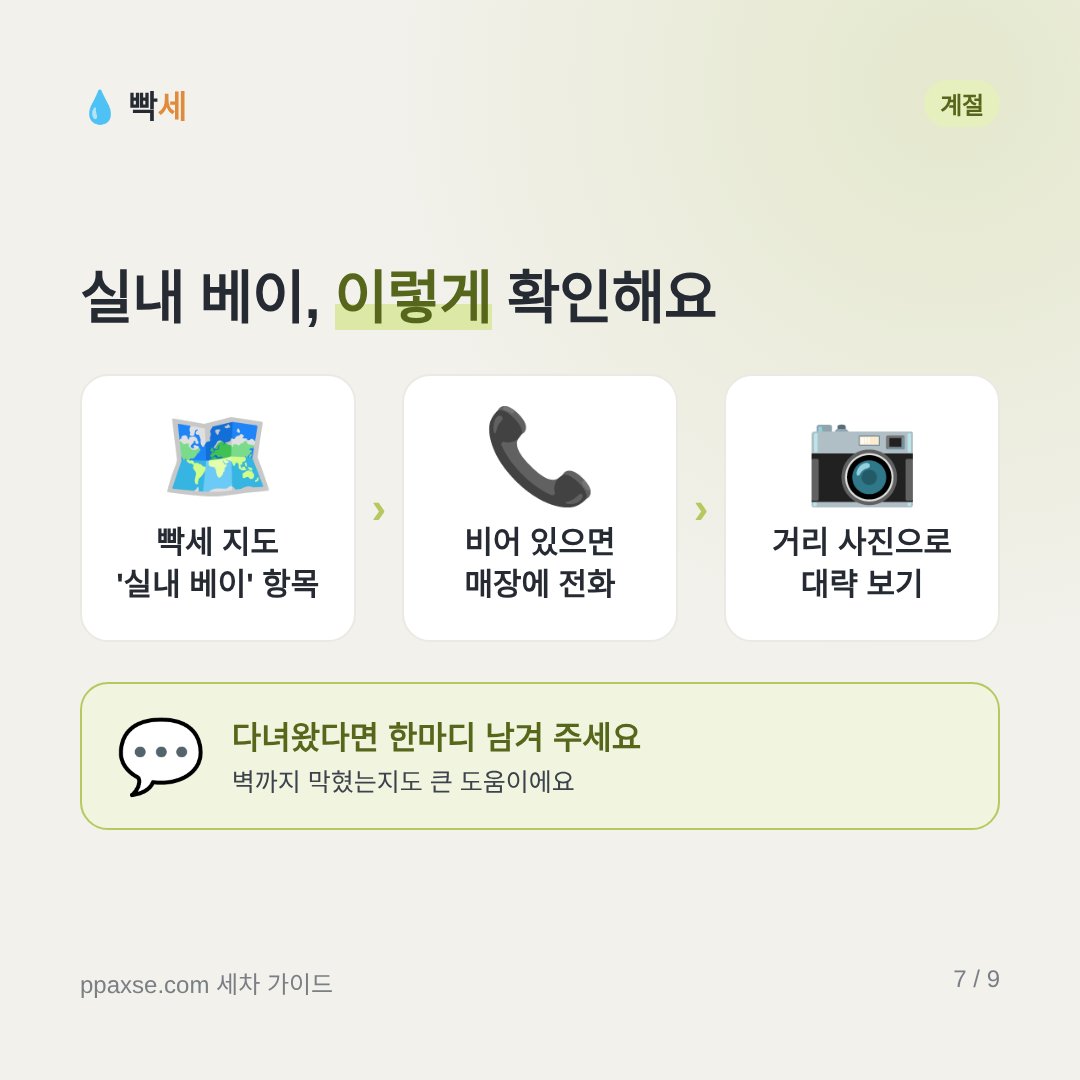 빡세
계절
실내 베이, 이렇게 확인해요
빡세 지도
'실내 베이' 항목
›
비어 있으면
매장에 전화
›
거리 사진으로
대략 보기
다녀왔다면 한마디 남겨 주세요
벽까지 막혔는지도 큰 도움이에요
ppaxse.com 세차 가이드
7 / 9